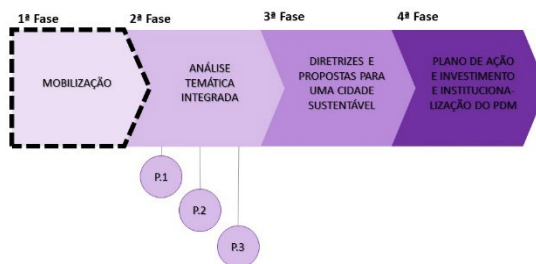 1ª Fase
2ª Fase
3ª Fase
4ª Fase
MOBILIZAÇÃO
ANÁLISE
TEMÁTICA
INTEGRADA
DIRETRIZES E
PROPOSTAS PARA
UMA CIDADE
SUSTENTÁVEL
PLANO DE AÇÃO
E INVESTIMENTO
E INSTITUCIONA-
LIZAÇÃO DO PDM
P.1
P.2
P.3